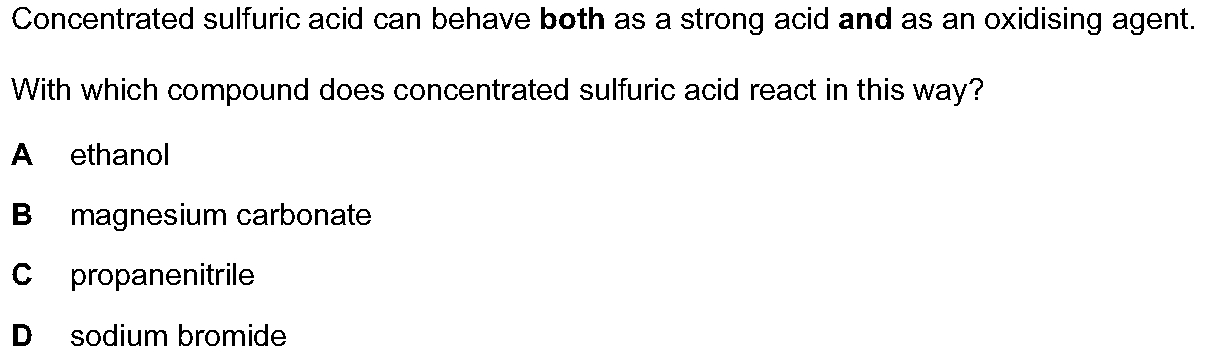 Concentrated sulfuric acid can behave both as a strong acid and as an oxidising agent.
With which compound does concentrated sulfuric acid react in this way?
A ethanol
B magnesium carbonate
C propanenitrile
D sodium bromide